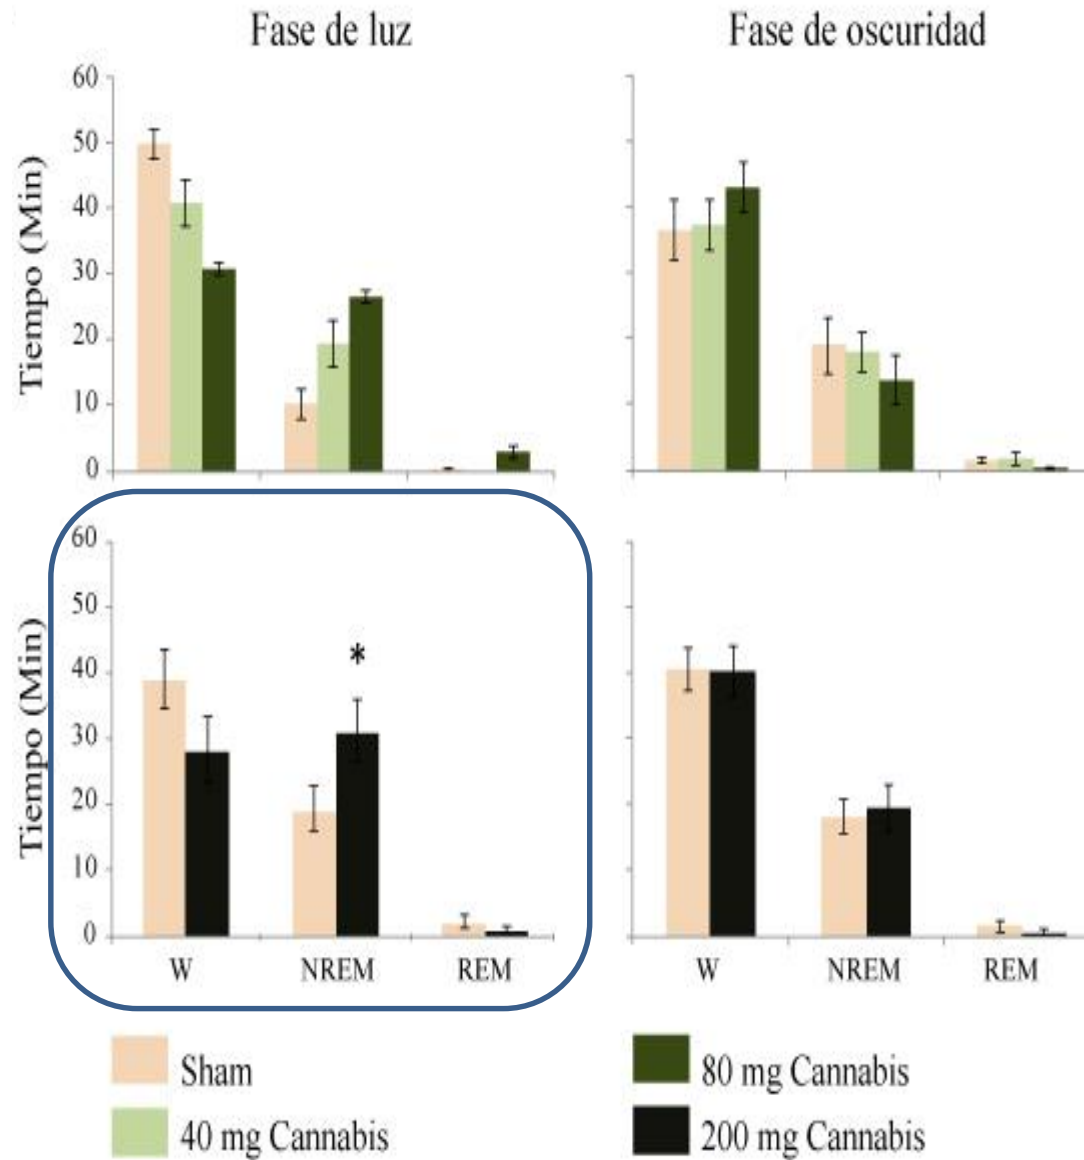 Fase de luz
Fase de oscuridad
Tiempo (Min)
60
50
40
30
20
10
0
Tiempo (Min)
60
50
40
30
20
10
0
*
W NREM REM
W NREM REM
Sham
40 mg Cannabis
80 mg Cannabis
200 mg Cannabis